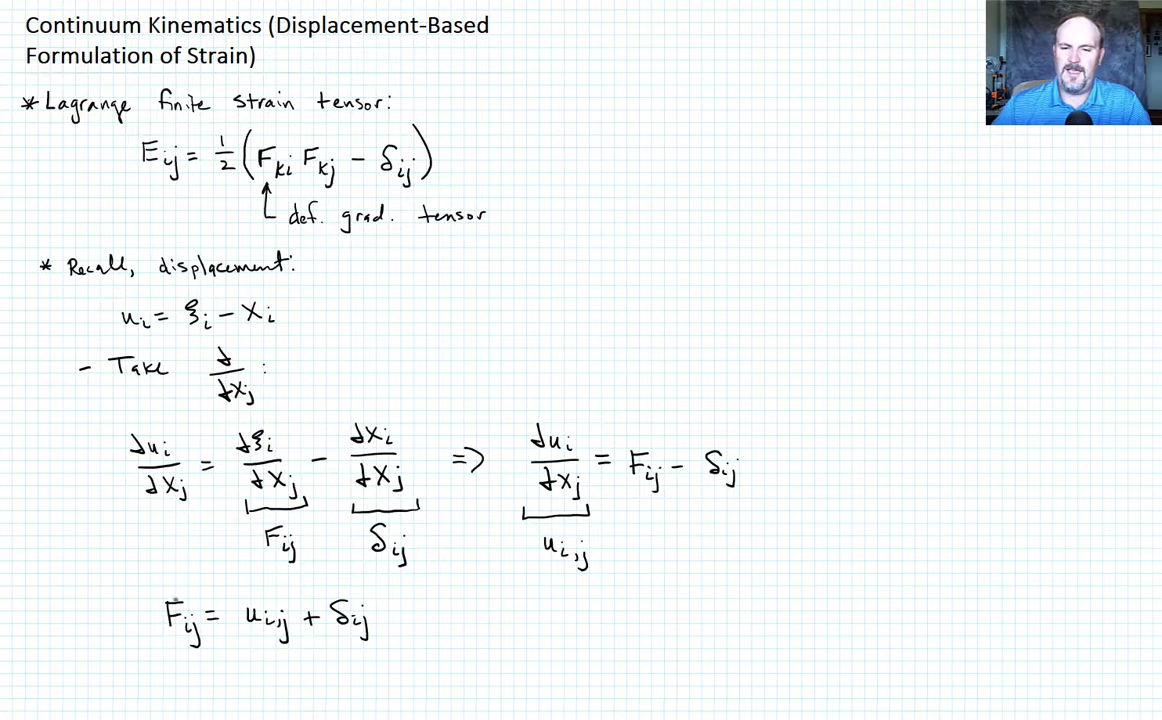 Continuum Kinematics (Displacement-Based
Formulation of Strain)
* Lagrange finite strain tensor:
E_ij = 1/2 (F_ki F_kj - δ_ij)
↑ def. grad. tensor
* Recall, displacement:
u_i = ξ_i - X_i
- Take ∂/∂X_j :
∂u_i/∂X_j = ∂ξ_i/∂X_j - ∂X_i/∂X_j => ∂u_i/∂X_j = F_ij - δ_ij
F_ij δ_ij u_i,j
F_ij = u_i,j + δ_ij